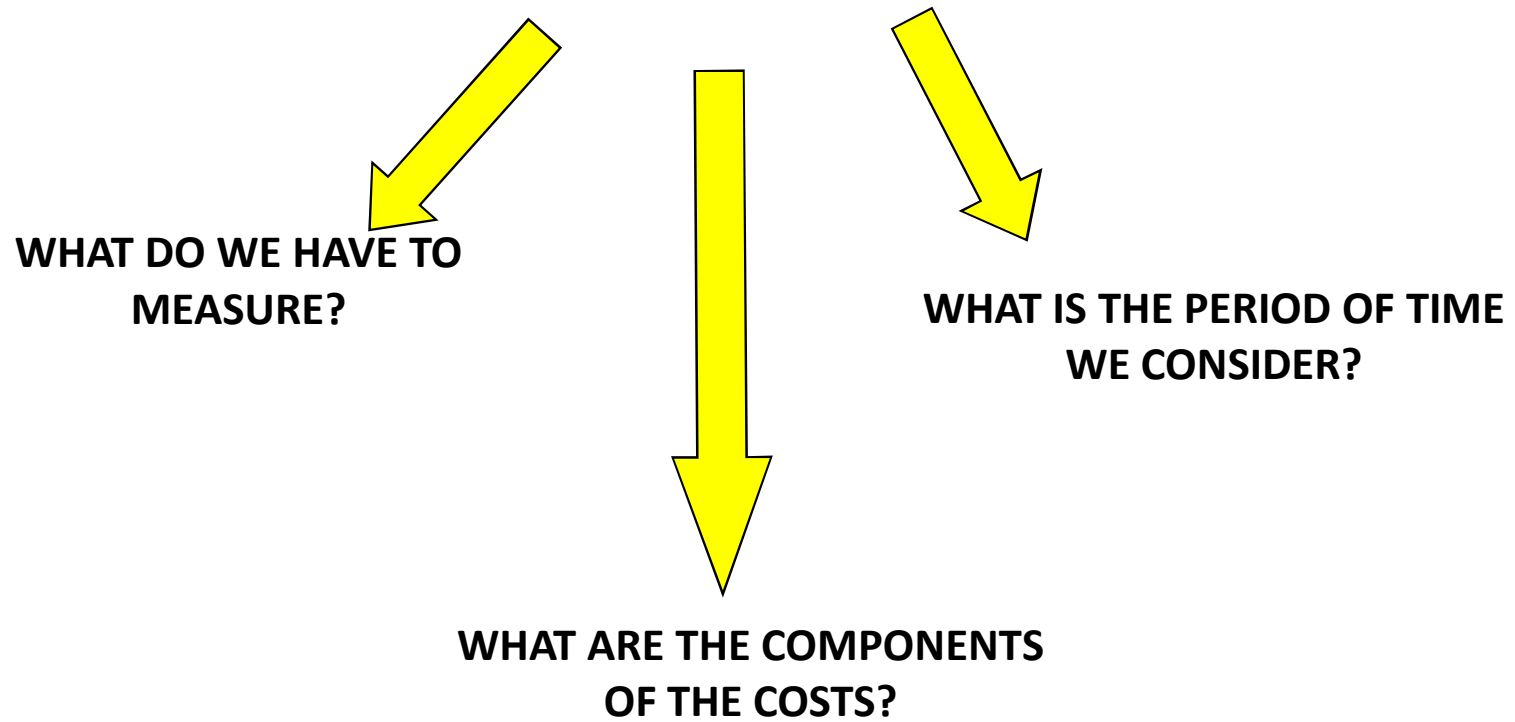 WHAT DO WE HAVE TO
MEASURE?
WHAT IS THE PERIOD OF TIME
WE CONSIDER?
WHAT ARE THE COMPONENTS
OF THE COSTS?